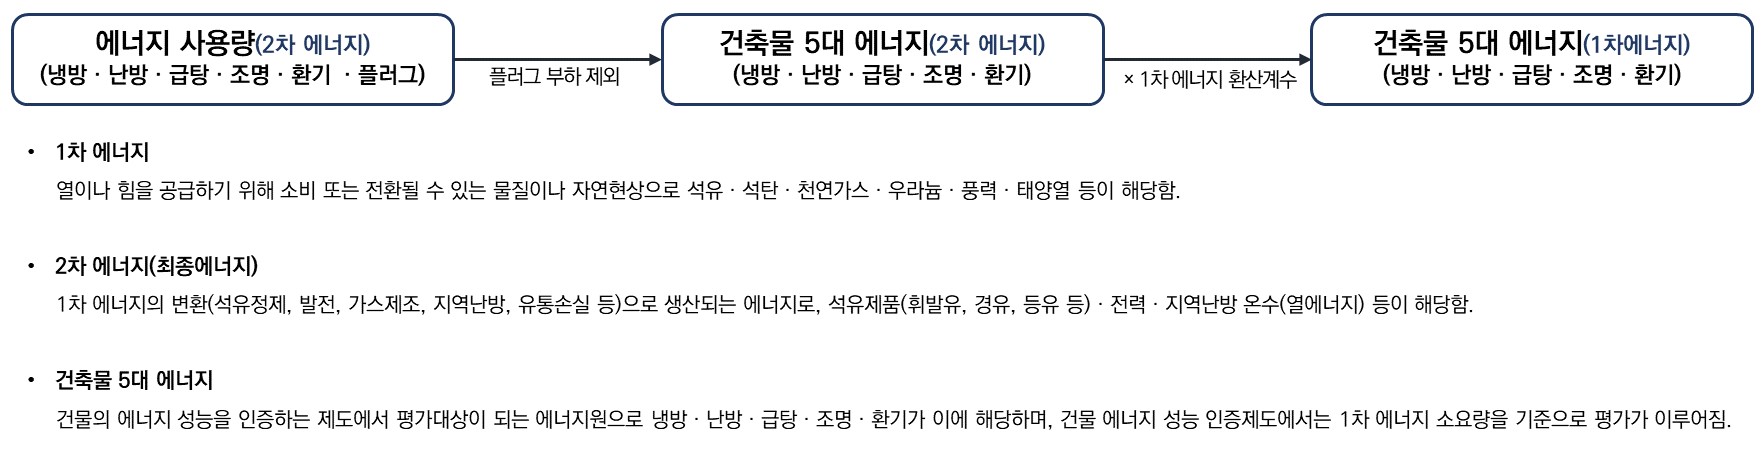 에너지 사용량(2차 에너지)
(냉방 · 난방 · 급탕 · 조명 · 환기 · 플러그)
플러그 부하 제외
건축물 5대 에너지(2차 에너지)
(냉방 · 난방 · 급탕 · 조명 · 환기)
× 1차 에너지 환산계수
건축물 5대 에너지(1차에너지)
(냉방 · 난방 · 급탕 · 조명 · 환기)
• 1차 에너지
열이나 힘을 공급하기 위해 소비 또는 전환될 수 있는 물질이나 자연현상으로 석유 · 석탄 · 천연가스 · 우라늄 · 풍력 · 태양열 등이 해당함.
• 2차 에너지(최종에너지)
1차 에너지의 변환(석유정제, 발전, 가스제조, 지역난방, 유통손실 등)으로 생산되는 에너지로, 석유제품(휘발유, 경유, 등유 등) · 전력 · 지역난방 온수(열에너지) 등이 해당함.
• 건축물 5대 에너지
건물의 에너지 성능을 인증하는 제도에서 평가대상이 되는 에너지원으로 냉방 · 난방 · 급탕 · 조명 · 환기가 이에 해당하며, 건물 에너지 성능 인증제도에서는 1차 에너지 소요량을 기준으로 평가가 이루어짐.